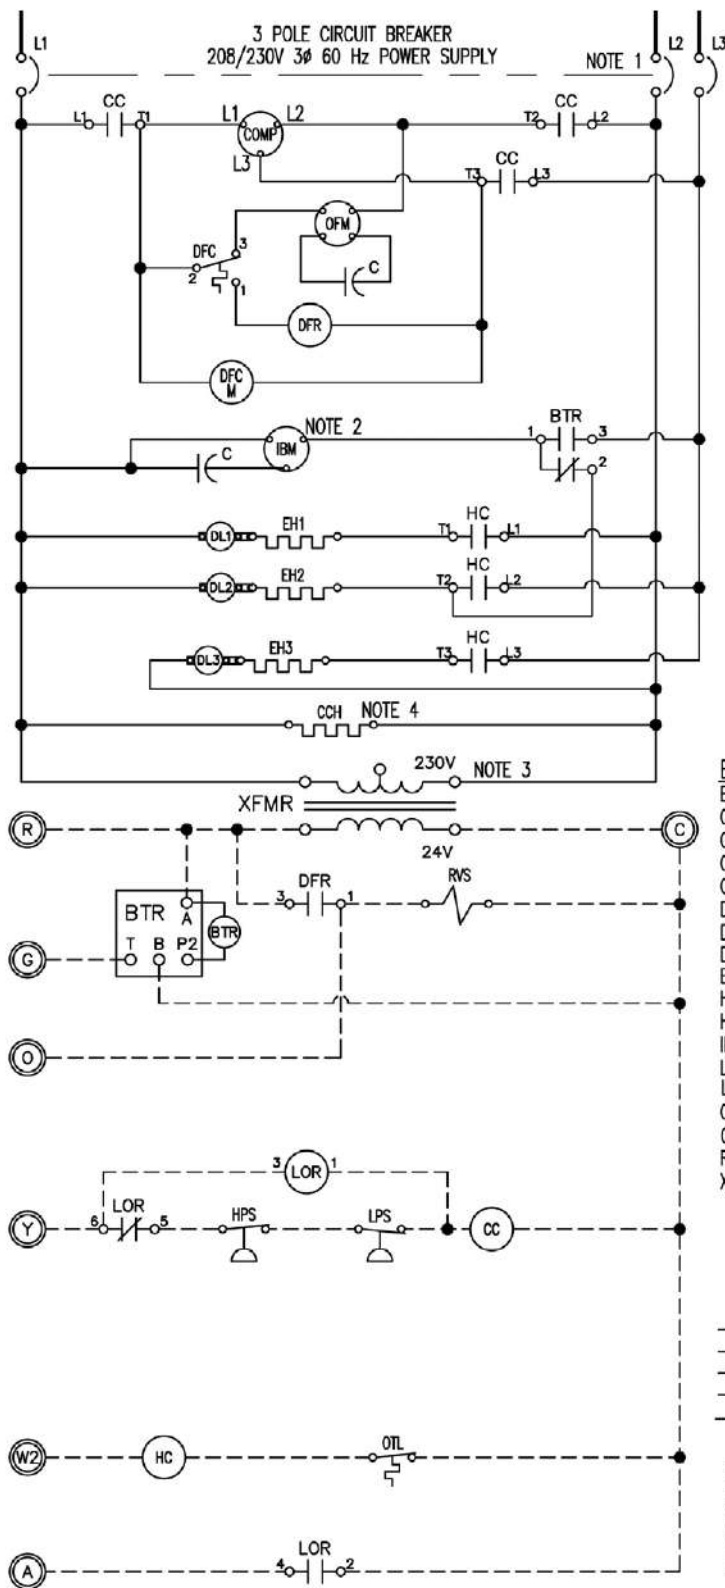 L1
3 POLE CIRCUIT BREAKER
208/230V 3ø 60 Hz POWER SUPPLY
NOTE 1
L2
L3
L1 CC T1 L1 COMP L2 T2 CC L2
L3 T3 CC L3
OFM
DFC 3
2 C
1
DFR
DFC
M
NOTE 2 BTR
IBM 1 3
C 2
DL1 EH1 T1 HC L1
DL2 EH2 T2 HC L2
DL3 EH3 T3 HC L3
CCH NOTE 4
230V NOTE 3
XFMR
R C
24V
3 DFR 1 RVS
BTR A BTR
G T B P2
O
3 LOR 1
Y 6 LOR 5 HPS LPS CC
W2 HC OTL
A 4 LOR 2